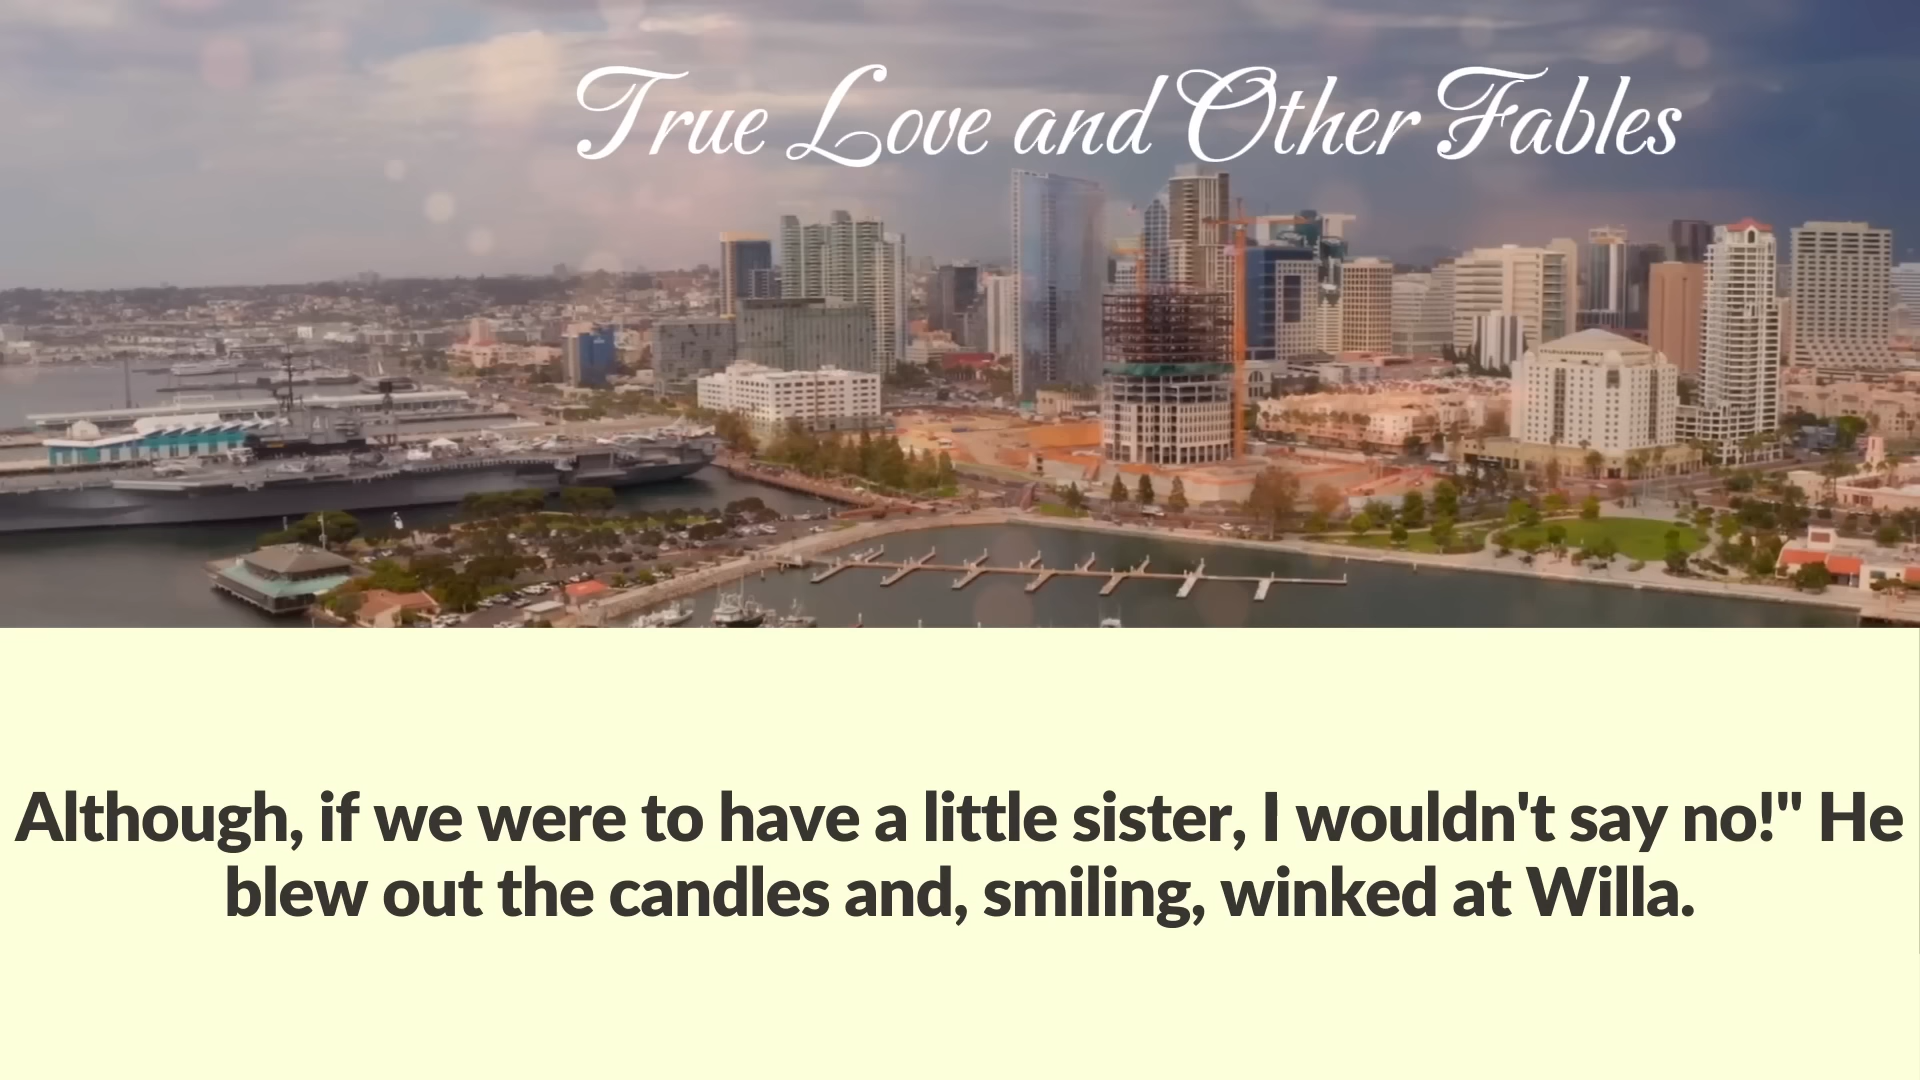 True Love and Other Fables
Although, if we were to have a little sister, I wouldn't say no!" He
blew out the candles and, smiling, winked at Willa.